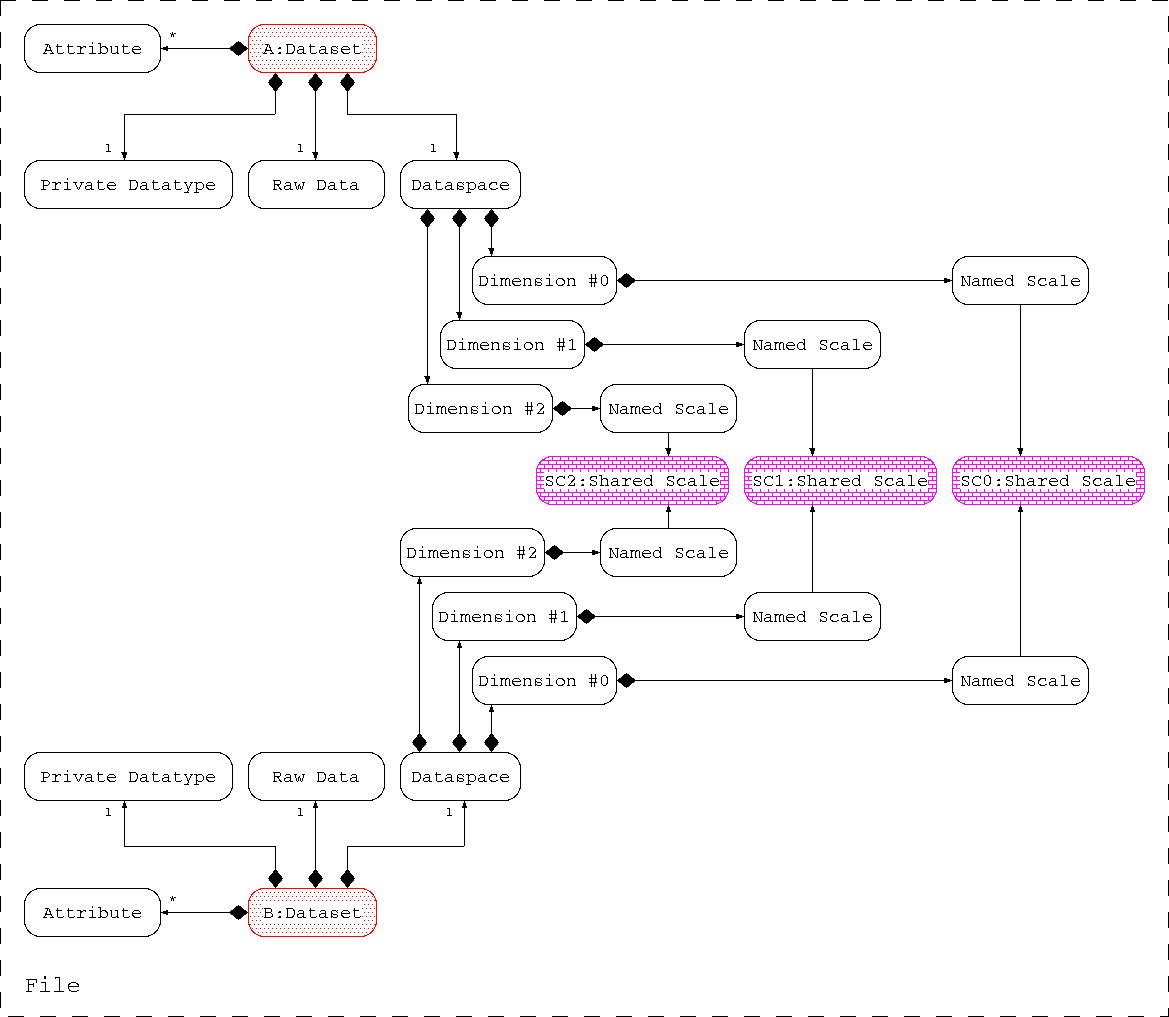 Attribute
*
A:Dataset
1
1
1
Private Datatype
Raw Data
Dataspace
Dimension #0
Named Scale
Dimension #1
Named Scale
Dimension #2
Named Scale
SC2:Shared Scale
SC1:Shared Scale
SC0:Shared Scale
Dimension #2
Named Scale
Dimension #1
Named Scale
Dimension #0
Named Scale
Private Datatype
Raw Data
Dataspace
1
1
1
Attribute
*
B:Dataset
File